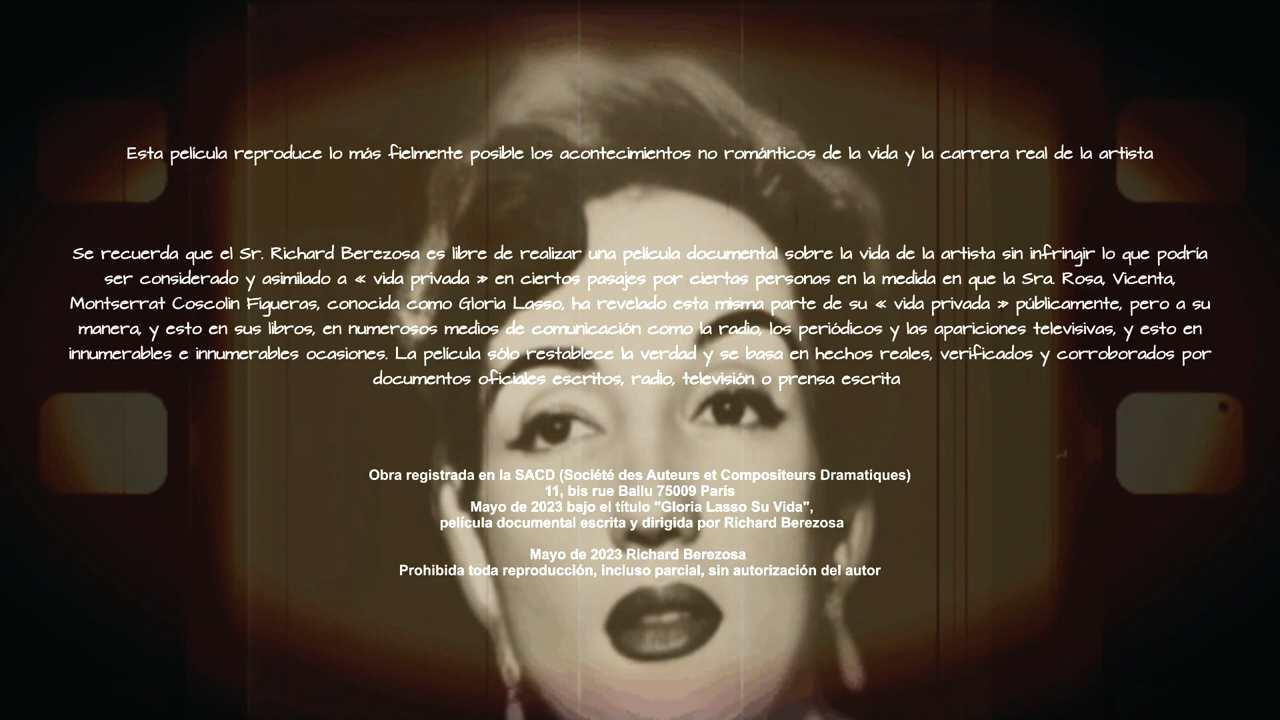 Esta película reproduce lo más fielmente posible los acontecimientos no románticos de la vida y la carrera real de la artista
Se recuerda que el Sr. Richard Berezosa es libre de realizar una película documental sobre la vida de la artista sin infringir lo que podría
ser considerado y asimilado a « vida privada » en ciertos pasajes por ciertas personas en la medida en que la Sra. Rosa, Vicenta,
Montserrat Coscolin Figueras, conocida como Gloria Lasso, ha revelado esta misma parte de su « vida privada » públicamente, pero a su
manera, y esto en sus libros, en numerosos medios de comunicación como la radio, los periódicos y las apariciones televisivas, y esto en
innumerables e innumerables ocasiones. La película sólo restablece la verdad y se basa en hechos reales, verificados y corroborados por
documentos oficiales escritos, radio, televisión o prensa escrita
Obra registrada en la SACD (Société des Auteurs et Compositeurs Dramatiques)
11, bis rue Ballu 75009 Paris
Mayo de 2023 bajo el título "Gloria Lasso Su Vida",
película documental escrita y dirigida por Richard Berezosa
Mayo de 2023 Richard Berezosa
Prohibida toda reproducción, incluso parcial, sin autorización del autor